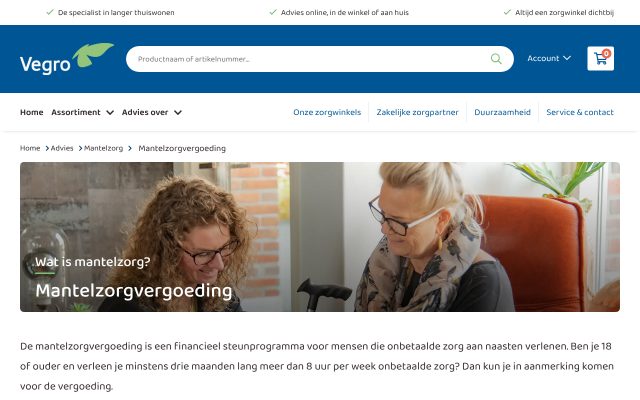 De specialist in langer thuiswonen
Advies online, in de winkel of aan huis
Altijd een zorgwinkel dichtbij
Vegro
Productnaam of artikelnummer...
Account
0
Home Assortiment Advies over
Onze zorgwinkels Zakelijke zorgpartner Duurzaamheid Service & contact
Home Advies Mantelzorg Mantelzorgvergoeding
Wat is mantelzorg?
Mantelzorgvergoeding
De mantelzorgvergoeding is een financieel steunprogramma voor mensen die onbetaalde zorg aan naasten verlenen. Ben je 18
of ouder en verleen je minstens drie maanden lang meer dan 8 uur per week onbetaalde zorg? Dan kun je in aanmerking komen
voor de vergoeding.